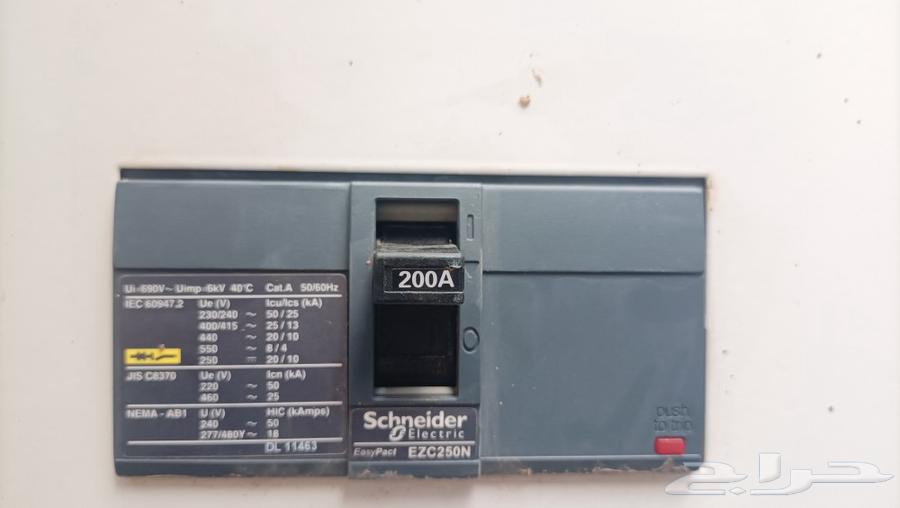 Ui=690V~ Uimp=6kV 40°C Cat.A 50/60Hz
IEC 60947.2 Ue (V) Icu/Ics (kA)
230/240 ~ 50 / 25
400/415 ~ 25 / 13
440 ~ 20 / 10
550 ~ 8 / 4
250 ⎓ 20 / 10
JIS C8370 Ue (V) Icn (kA)
220 ~ 50
460 ~ 25
NEMA - AB1 U (V) HIC (kAmps)
240 ~ 50
277/480Y ~ 18
DL 11463
200A
Schneider
Electric
EasyPact EZC250N
push
to trip
حراج